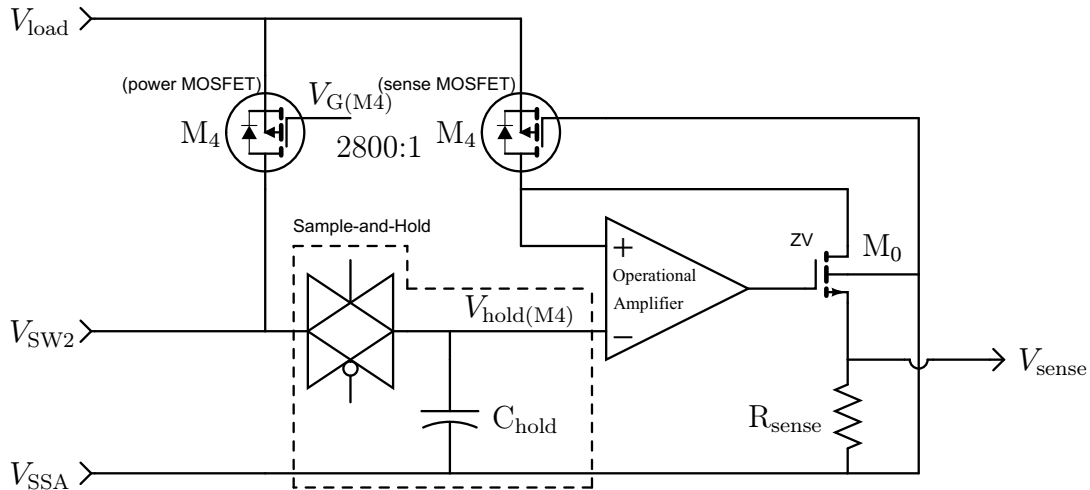 V_load
(power MOSFET)
V_G(M4)
(sense MOSFET)
M_4
2800:1
M_4
Sample-and-Hold
ZV
M_0
+
Operational
Amplifier
V_hold(M4)
−
V_SW2
V_sense
C_hold
R_sense
V_SSA